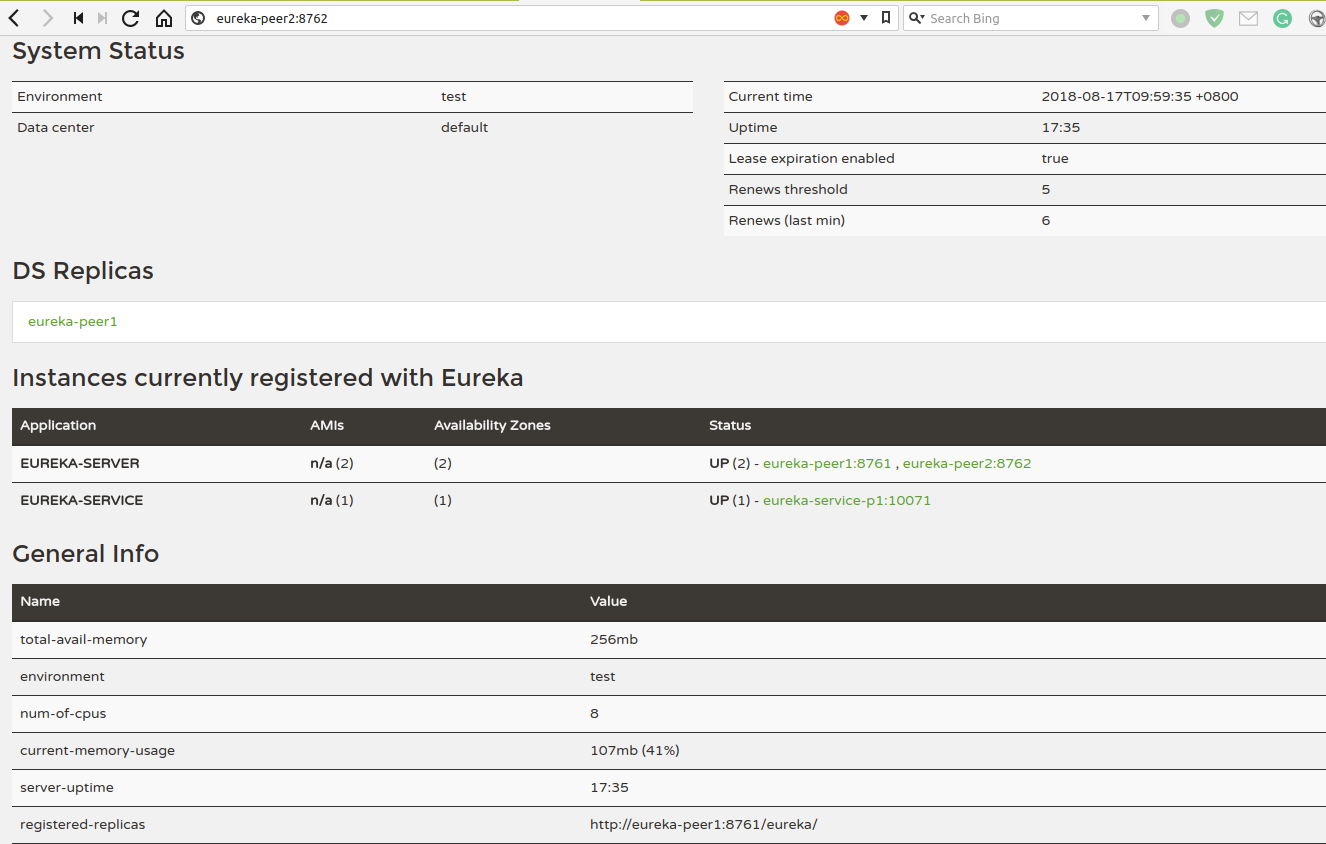 eureka-peer2:8762 Search Bing
System Status
Environment test
Data center default
Current time 2018-08-17T09:59:35 +0800
Uptime 17:35
Lease expiration enabled true
Renews threshold 5
Renews (last min) 6
DS Replicas
eureka-peer1
Instances currently registered with Eureka
Application AMIs Availability Zones Status
EUREKA-SERVER n/a (2) (2) UP (2) - eureka-peer1:8761 , eureka-peer2:8762
EUREKA-SERVICE n/a (1) (1) UP (1) - eureka-service-p1:10071
General Info
Name Value
total-avail-memory 256mb
environment test
num-of-cpus 8
current-memory-usage 107mb (41%)
server-uptime 17:35
registered-replicas http://eureka-peer1:8761/eureka/